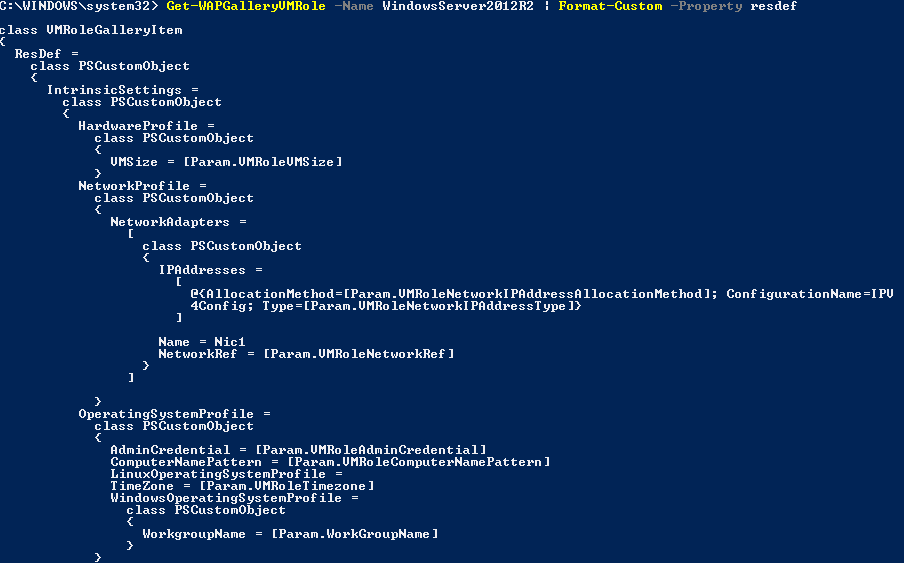 C:\WINDOWS\system32> Get-WAPGalleryVMRole -Name WindowsServer2012R2 | Format-Custom -Property resdef
class VMRoleGalleryItem
{
ResDef =
class PSCustomObject
{
IntrinsicSettings =
class PSCustomObject
{
HardwareProfile =
class PSCustomObject
{
VMSize = [Param.VMRoleVMSize]
}
NetworkProfile =
class PSCustomObject
{
NetworkAdapters =
[
class PSCustomObject
{
IPAddresses =
[
@{AllocationMethod=[Param.VMRoleNetworkIPAddressAllocationMethod]; ConfigurationName=IPV
4Config; Type=[Param.VMRoleNetworkIPAddressType]}
]
Name = Nic1
NetworkRef = [Param.VMRoleNetworkRef]
}
]
}
OperatingSystemProfile =
class PSCustomObject
{
AdminCredential = [Param.VMRoleAdminCredential]
ComputerNamePattern = [Param.VMRoleComputerNamePattern]
LinuxOperatingSystemProfile =
TimeZone = [Param.VMRoleTimezone]
WindowsOperatingSystemProfile =
class PSCustomObject
{
WorkgroupName = [Param.WorkGroupName]
}
}